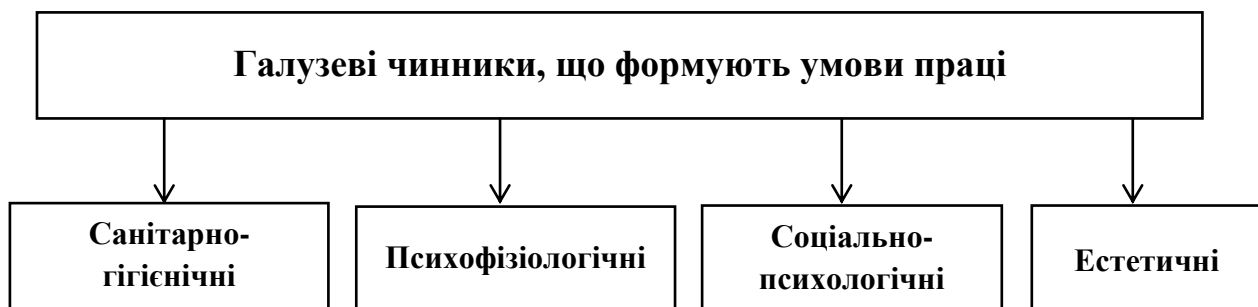 Галузеві чинники, що формують умови праці
Санітарно-
гігієнічні
Психофізіологічні
Соціально-
психологічні
Естетичні